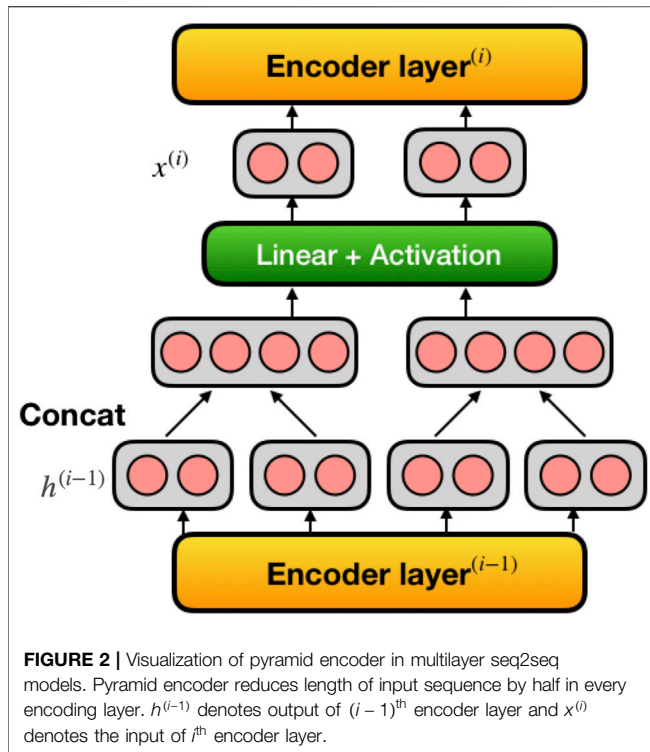 Encoder layer⁽ⁱ⁾
x⁽ⁱ⁾
Linear + Activation
Concat
h⁽ⁱ⁻¹⁾
Encoder layer⁽ⁱ⁻¹⁾
FIGURE 2 | Visualization of pyramid encoder in multilayer seq2seq
models. Pyramid encoder reduces length of input sequence by half in every
encoding layer. h⁽ⁱ⁻¹⁾ denotes output of (i – 1)ᵗʰ encoder layer and x⁽ⁱ⁾
denotes the input of iᵗʰ encoder layer.